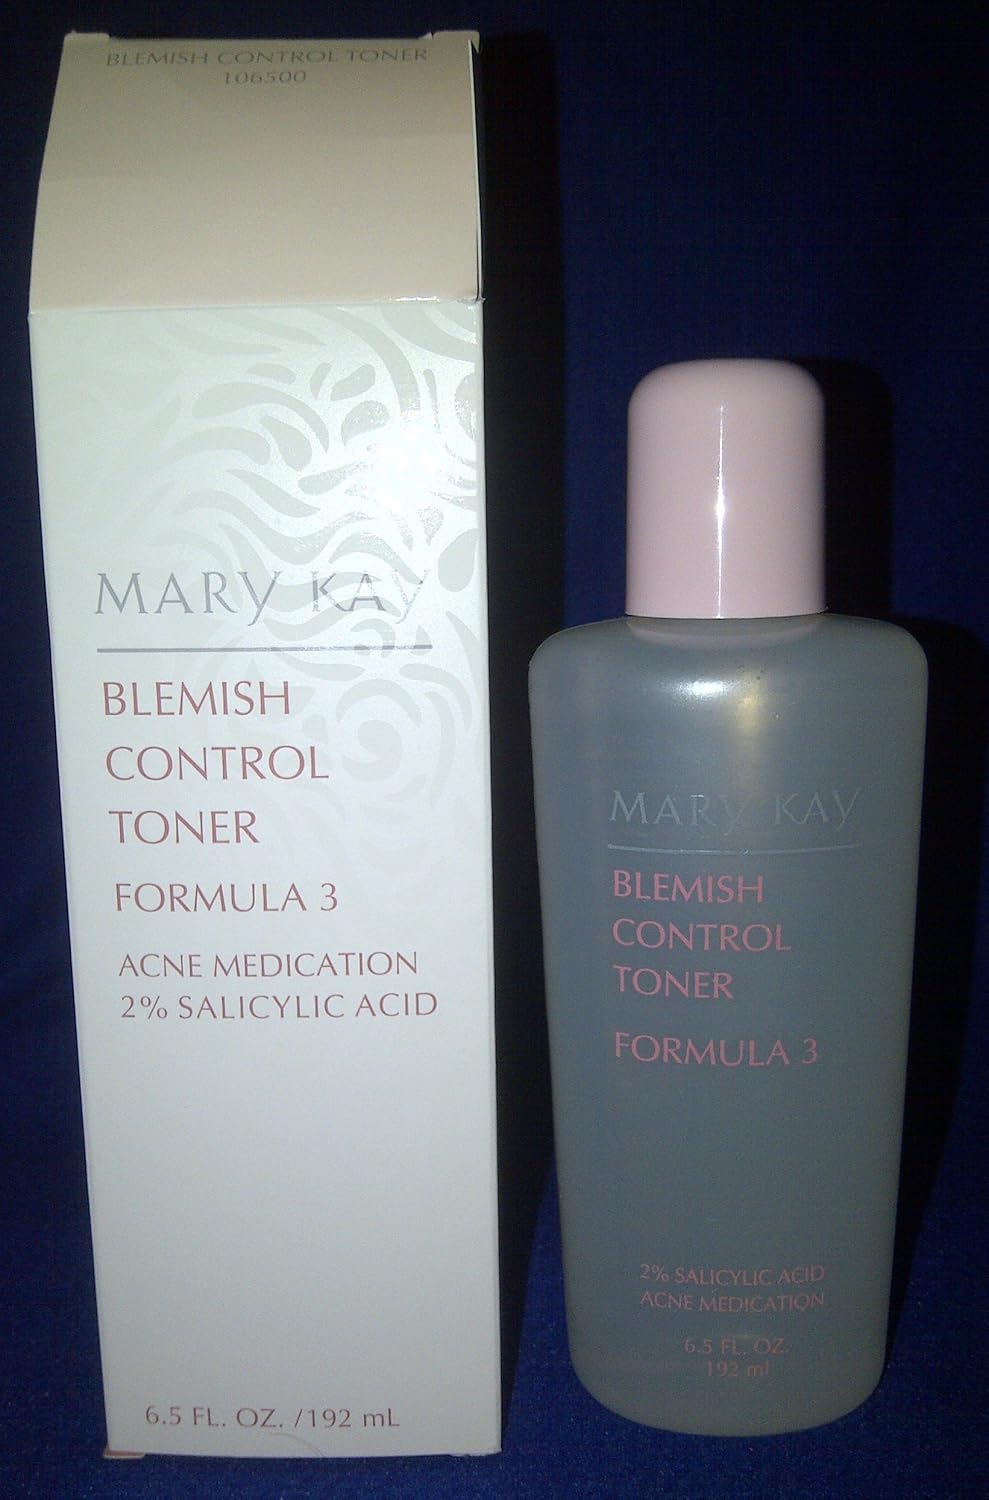 BLEMISH CONTROL TONER
106500
MARY KAY
BLEMISH
CONTROL
TONER
FORMULA 3
ACNE MEDICATION
2% SALICYLIC ACID
6.5 FL. OZ. /192 mL
MARY KAY
BLEMISH
CONTROL
TONER
FORMULA 3
2% SALICYLIC ACID
ACNE MEDICATION
6.5 FL. OZ.
192 ml